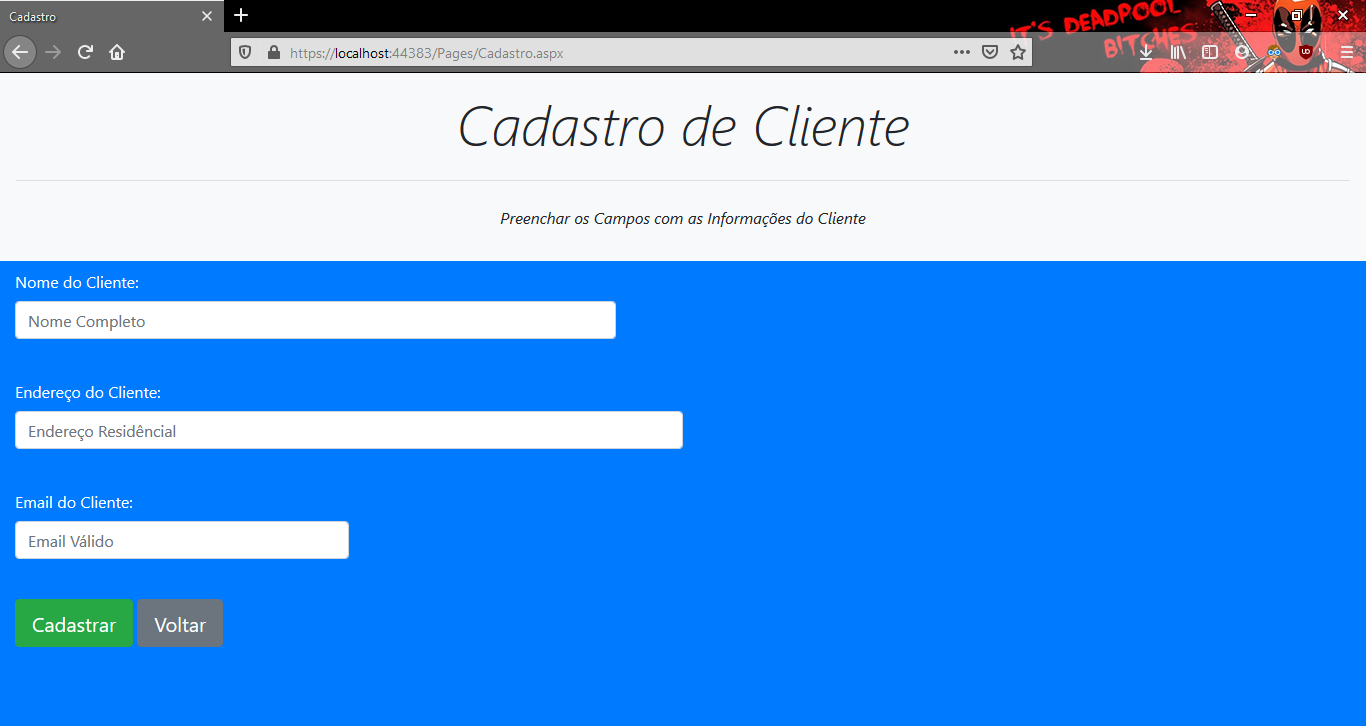 Cadastro
IT'S DEADPOOL
BITCHES
https://localhost:44383/Pages/Cadastro.aspx
Cadastro de Cliente
Preenchar os Campos com as Informações do Cliente
Nome do Cliente:
Nome Completo
Endereço do Cliente:
Endereço Residêncial
Email do Cliente:
Email Válido
Cadastrar Voltar